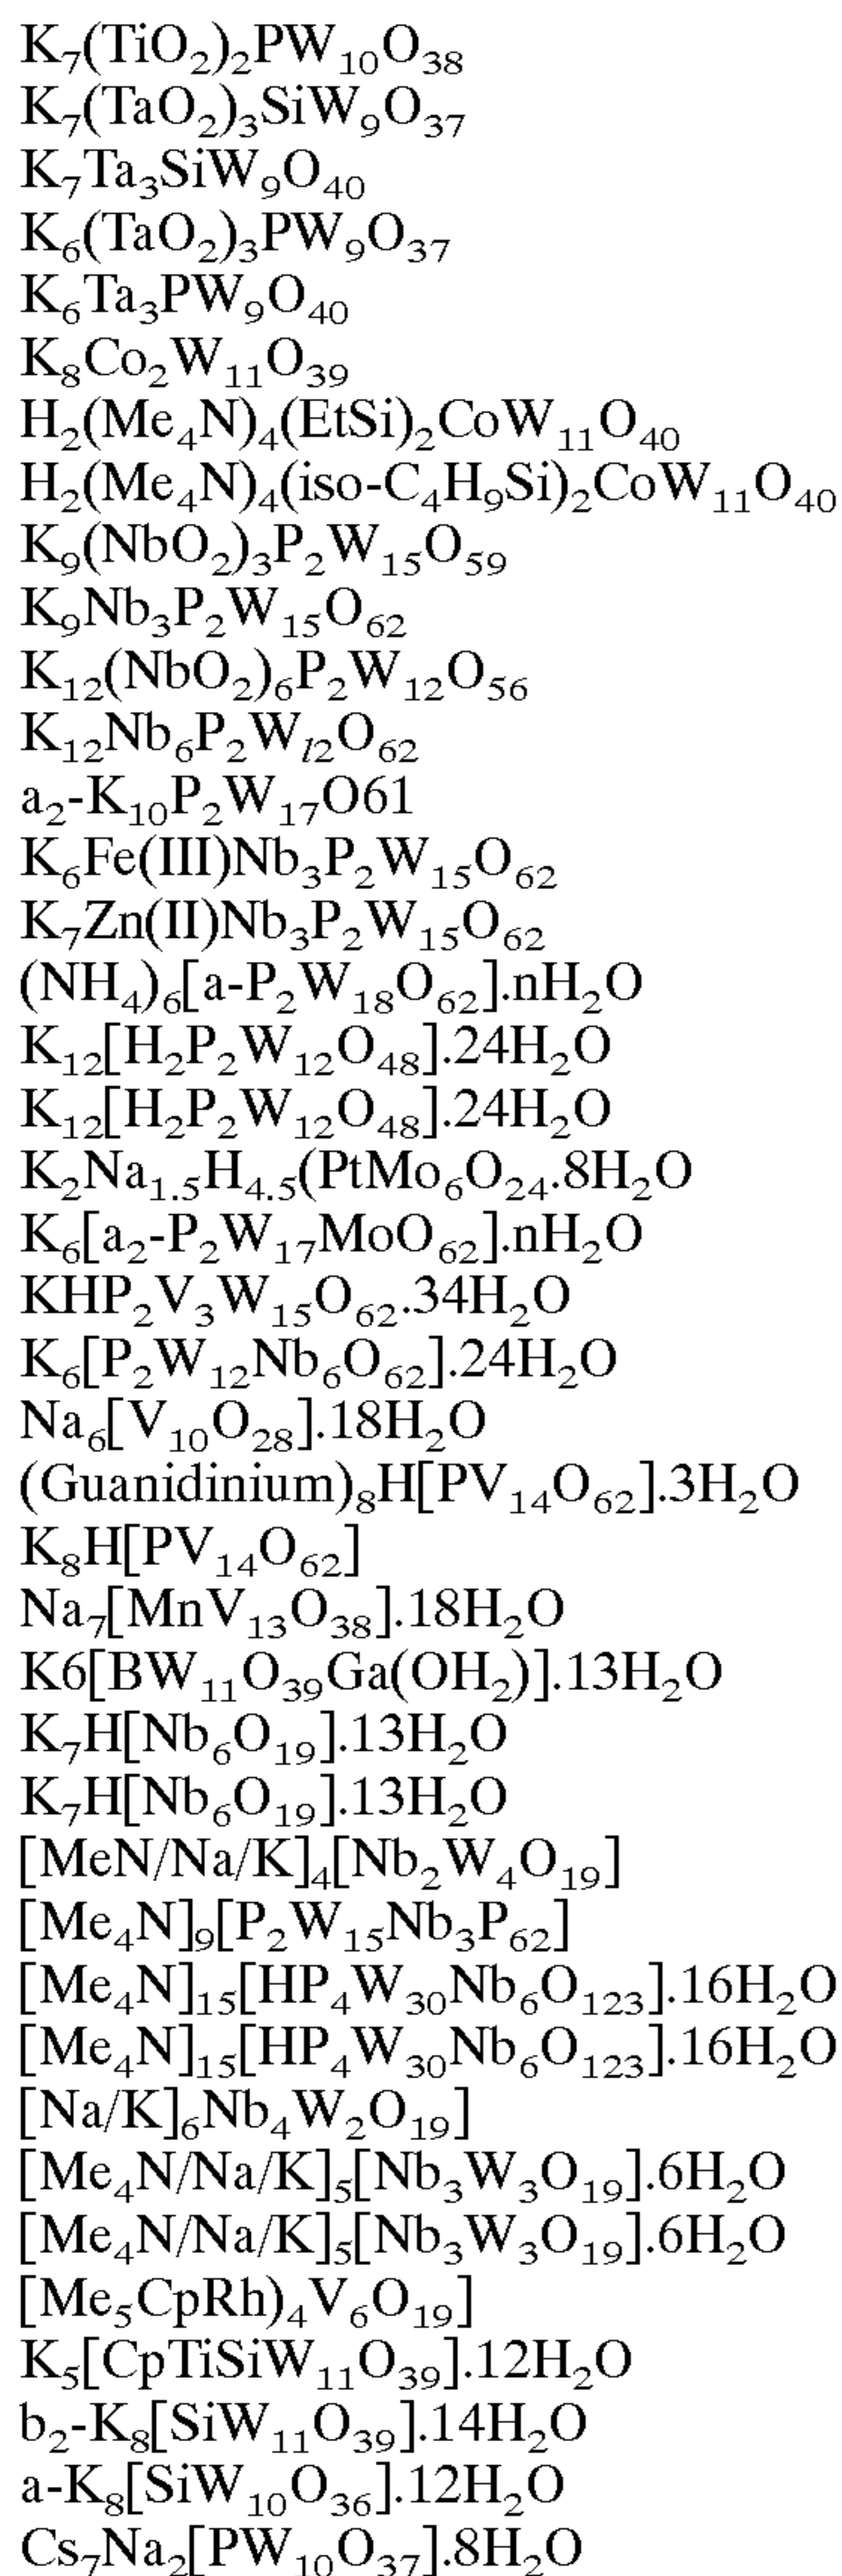 K₇(TiO₂)₂PW₁₀O₃₈
K₇(TaO₂)₃SiW₉O₃₇
K₇Ta₃SiW₉O₄₀
K₆(TaO₂)₃PW₉O₃₇
K₆Ta₃PW₉O₄₀
K₈Co₂W₁₁O₃₉
H₂(Me₄N)₄(EtSi)₂CoW₁₁O₄₀
H₂(Me₄N)₄(iso-C₄H₉Si)₂CoW₁₁O₄₀
K₉(NbO₂)₃P₂W₁₅O₅₉
K₉Nb₃P₂W₁₅O₆₂
K₁₂(NbO₂)₆P₂W₁₂O₅₆
K₁₂Nb₆P₂Wₗ₂O₆₂
a₂-K₁₀P₂W₁₇O61
K₆Fe(III)Nb₃P₂W₁₅O₆₂
K₇Zn(II)Nb₃P₂W₁₅O₆₂
(NH₄)₆[a-P₂W₁₈O₆₂].nH₂O
K₁₂[H₂P₂W₁₂O₄₈].24H₂O
K₁₂[H₂P₂W₁₂O₄₈].24H₂O
K₂Na₁.₅H₄.₅(PtMo₆O₂₄.8H₂O
K₆[a₂-P₂W₁₇MoO₆₂].nH₂O
KHP₂V₃W₁₅O₆₂.34H₂O
K₆[P₂W₁₂Nb₆O₆₂].24H₂O
Na₆[V₁₀O₂₈].18H₂O
(Guanidinium)₈H[PV₁₄O₆₂].3H₂O
K₈H[PV₁₄O₆₂]
Na₇[MnV₁₃O₃₈].18H₂O
K6[BW₁₁O₃₉Ga(OH₂)].13H₂O
K₇H[Nb₆O₁₉].13H₂O
K₇H[Nb₆O₁₉].13H₂O
[MeN/Na/K]₄[Nb₂W₄O₁₉]
[Me₄N]₉[P₂W₁₅Nb₃P₆₂]
[Me₄N]₁₅[HP₄W₃₀Nb₆O₁₂₃].16H₂O
[Me₄N]₁₅[HP₄W₃₀Nb₆O₁₂₃].16H₂O
[Na/K]₆Nb₄W₂O₁₉]
[Me₄N/Na/K]₅[Nb₃W₃O₁₉].6H₂O
[Me₄N/Na/K]₅[Nb₃W₃O₁₉].6H₂O
[Me₅CpRh)₄V₆O₁₉]
K₅[CpTiSiW₁₁O₃₉].12H₂O
b₂-K₈[SiW₁₁O₃₉].14H₂O
a-K₈[SiW₁₀O₃₆].12H₂O
Cs₇Na₂[PW₁₀O₃₇].8H₂O